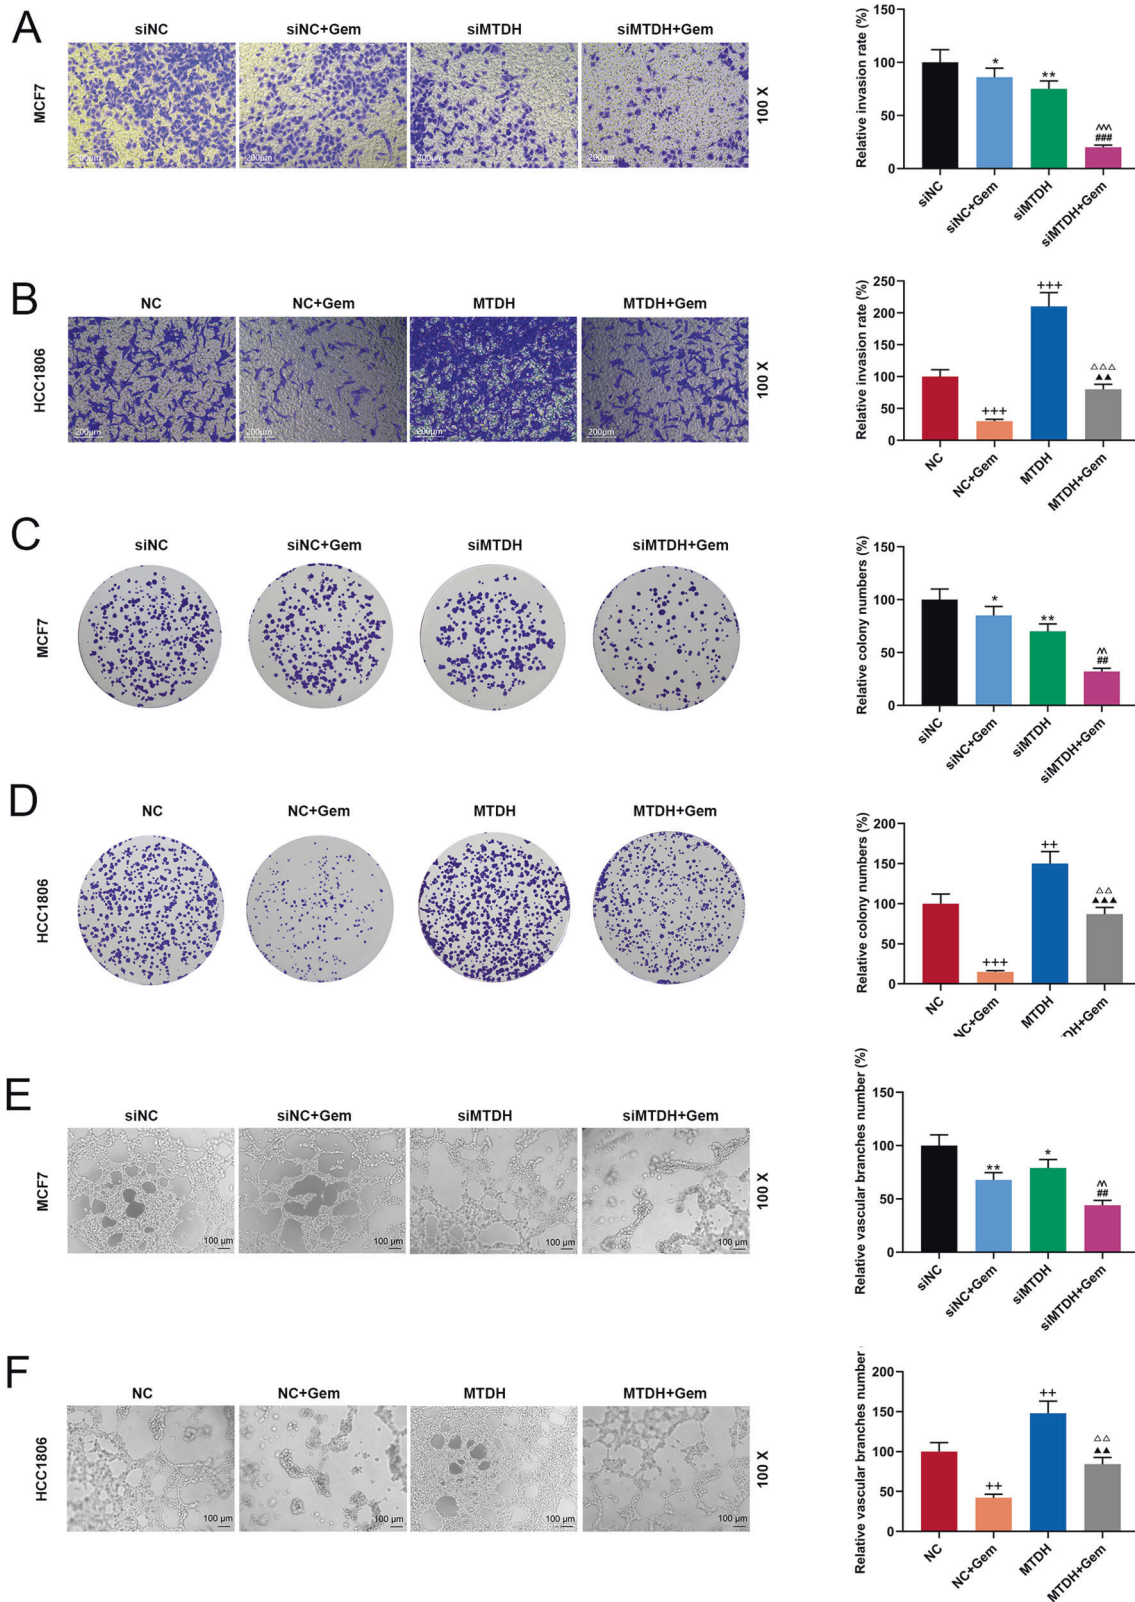 A
siNC siNC+Gem siMTDH siMTDH+Gem
MCF7
200μm 200μm 200μm 200μm
100 X
Relative invasion rate (%)
150
100
50
0
*
**
^^^
###
siNC siNC+Gem siMTDH siMTDH+Gem
B
NC NC+Gem MTDH MTDH+Gem
HCC1806
200μm 200μm 200μm 200μm
100 X
Relative invasion rate (%)
250
200
150
100
50
0
+++
+++
△△△
▲▲
NC NC+Gem MTDH MTDH+Gem
C
siNC siNC+Gem siMTDH siMTDH+Gem
MCF7
Relative colony numbers (%)
150
100
50
0
*
**
^^
##
siNC siNC+Gem siMTDH siMTDH+Gem
D
NC NC+Gem MTDH MTDH+Gem
HCC1806
Relative colony numbers (%)
200
150
100
50
0
+++
++
△△
▲▲▲
NC NC+Gem MTDH TDH+Gem
E
siNC siNC+Gem siMTDH siMTDH+Gem
MCF7
100 μm 100 μm 100 μm 100 μm
100 X
Relative vascular branches number (%)
150
100
50
0
**
*
^^
##
siNC siNC+Gem siMTDH siMTDH+Gem
F
NC NC+Gem MTDH MTDH+Gem
HCC1806
100 μm 100 μm 100 μm 100 μm
100 X
Relative vascular branches number
200
150
100
50
0
++
++
△△
▲▲
NC NC+Gem MTDH MTDH+Gem